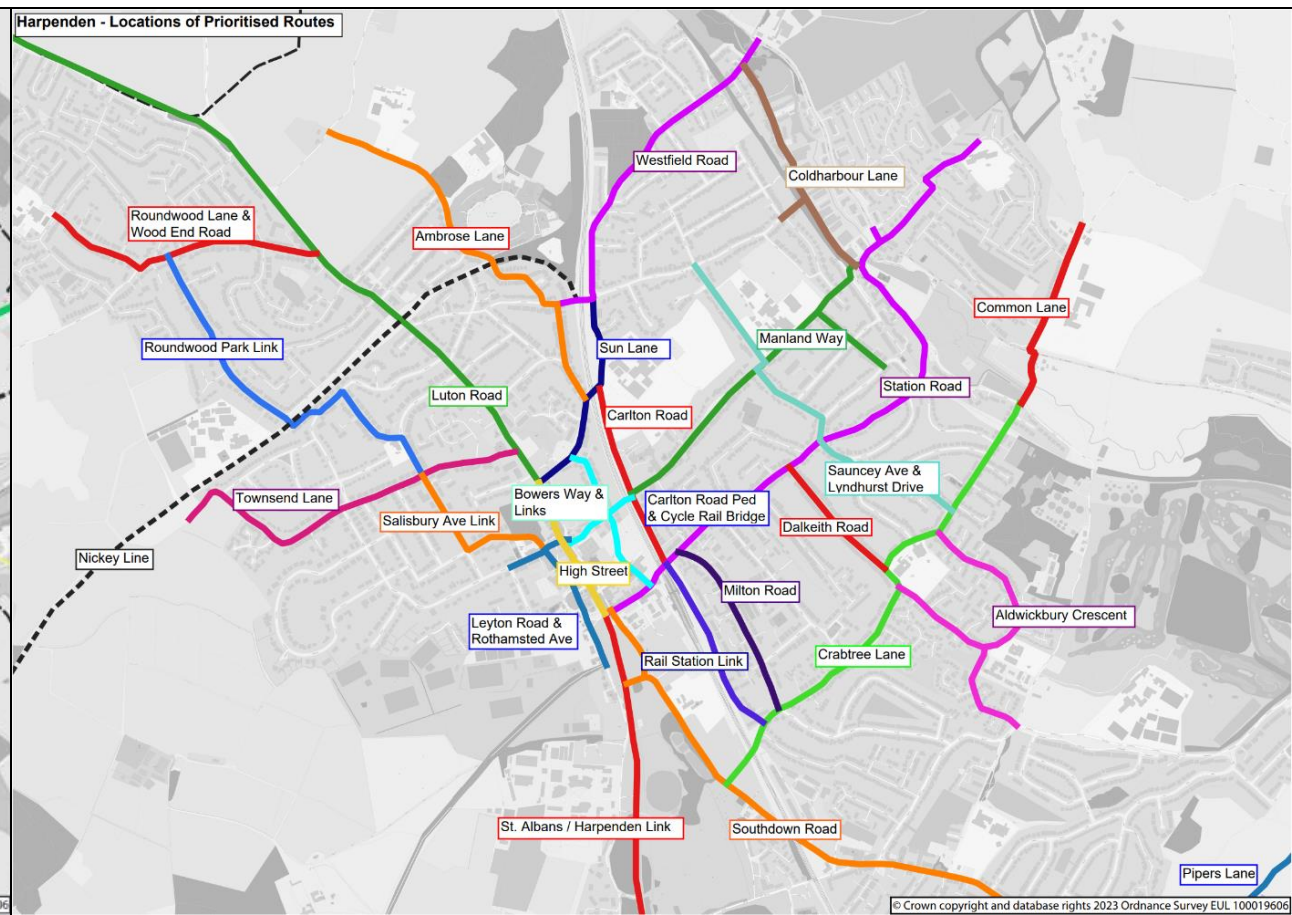 Harpenden - Locations of Prioritised Routes
Westfield Road
Coldharbour Lane
Roundwood Lane &
Wood End Road
Ambrose Lane
Common Lane
Roundwood Park Link
Sun Lane
Manland Way
Station Road
Luton Road
Carlton Road
Sauncey Ave &
Lyndhurst Drive
Townsend Lane
Bowers Way &
Links
Carlton Road Ped
& Cycle Rail Bridge
Salisbury Ave Link
Dalkeith Road
Nickey Line
High Street
Milton Road
Aldwickbury Crescent
Leyton Road &
Rothamsted Ave
Rail Station Link
Crabtree Lane
St. Albans / Harpenden Link
Southdown Road
Pipers Lane
06
© Crown copyright and database rights 2023 Ordnance Survey EUL 100019606